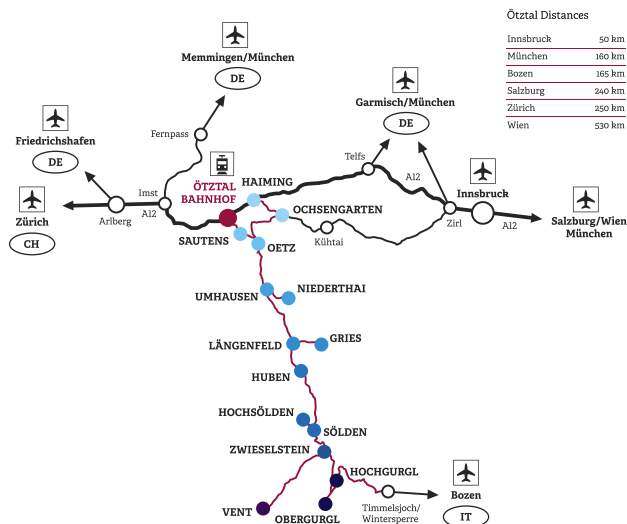 Ötztal Distances
Innsbruck 50 km
München 160 km
Bozen 165 km
Salzburg 240 km
Zürich 250 km
Wien 530 km
Memmingen/München
DE
Garmisch/München
DE
Friedrichshafen
DE
Fernpass
Telfs
A12
Innsbruck
ÖTZTAL
BAHNHOF
HAIMING
Imst
A12
Zürich
CH
Arlberg
OCHSENGARTEN
Zirl
A12
Salzburg/Wien
München
SAUTENS
OETZ
Kühtai
UMHAUSEN
NIEDERTHAI
LÄNGENFELD
GRIES
HUBEN
HOCHSÖLDEN
SÖLDEN
ZWIESELSTEIN
HOCHGURGL
VENT
OBERGURGL
Timmelsjoch/
Wintersperre
Bozen
IT